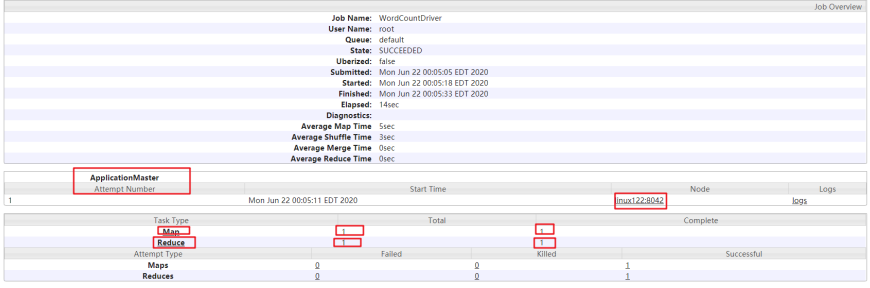 Job Overview
Job Name: WordCountDriver
User Name: root
Queue: default
State: SUCCEEDED
Uberized: false
Submitted: Mon Jun 22 00:05:05 EDT 2020
Started: Mon Jun 22 00:05:18 EDT 2020
Finished: Mon Jun 22 00:05:33 EDT 2020
Elapsed: 14sec
Diagnostics:
Average Map Time 5sec
Average Shuffle Time 3sec
Average Merge Time 0sec
Average Reduce Time 0sec
ApplicationMaster
Attempt Number Start Time Node Logs
1 Mon Jun 22 00:05:11 EDT 2020 linux122:8042 logs
Task Type Total Complete
Map 1 1
Reduce 1 1
Attempt Type Failed Killed Successful
Maps 0 0 1
Reduces 0 0 1